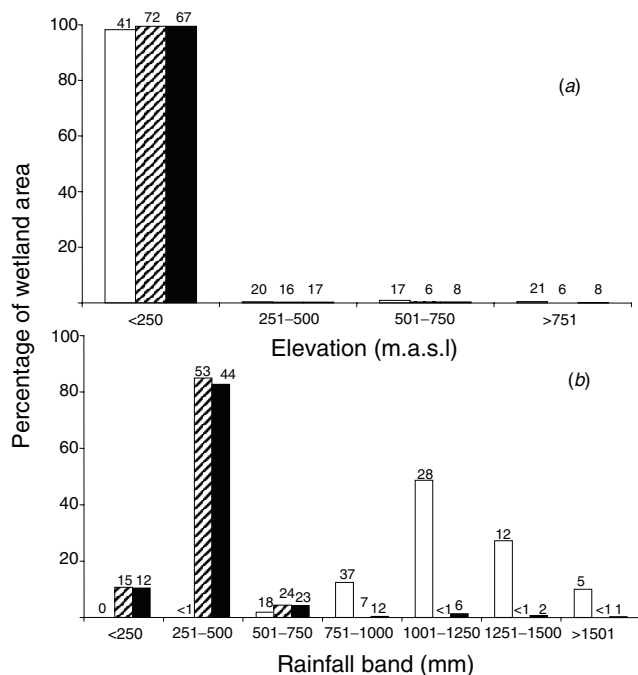 100
80
60
40
20
41 72 67
(a)
20 16 17
17 6 8
21 6 8
<250 251–500 501–750 >751
Elevation (m.a.s.l)
Percentage of wetland area
100
80
60
40
20
(b)
0 15 12
<1 53 44
18 24 23
37 7 12
28 <1 6
12 <1 2
5 <1 1
<250 251–500 501–750 751–1000 1001–1250 1251–1500 >1501
Rainfall band (mm)